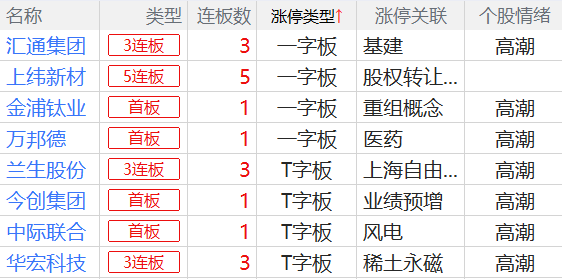 名称 类型 连板数 涨停类型↑ 涨停关联 个股情绪
汇通集团 3连板 3 一字板 基建 高潮
上纬新材 5连板 5 一字板 股权转让...
金浦钛业 首板 1 一字板 重组概念 高潮
万邦德 首板 1 一字板 医药 高潮
兰生股份 3连板 3 T字板 上海自由... 高潮
今创集团 首板 1 T字板 业绩预增 高潮
中际联合 首板 1 T字板 风电 高潮
华宏科技 3连板 3 T字板 稀土永磁 高潮